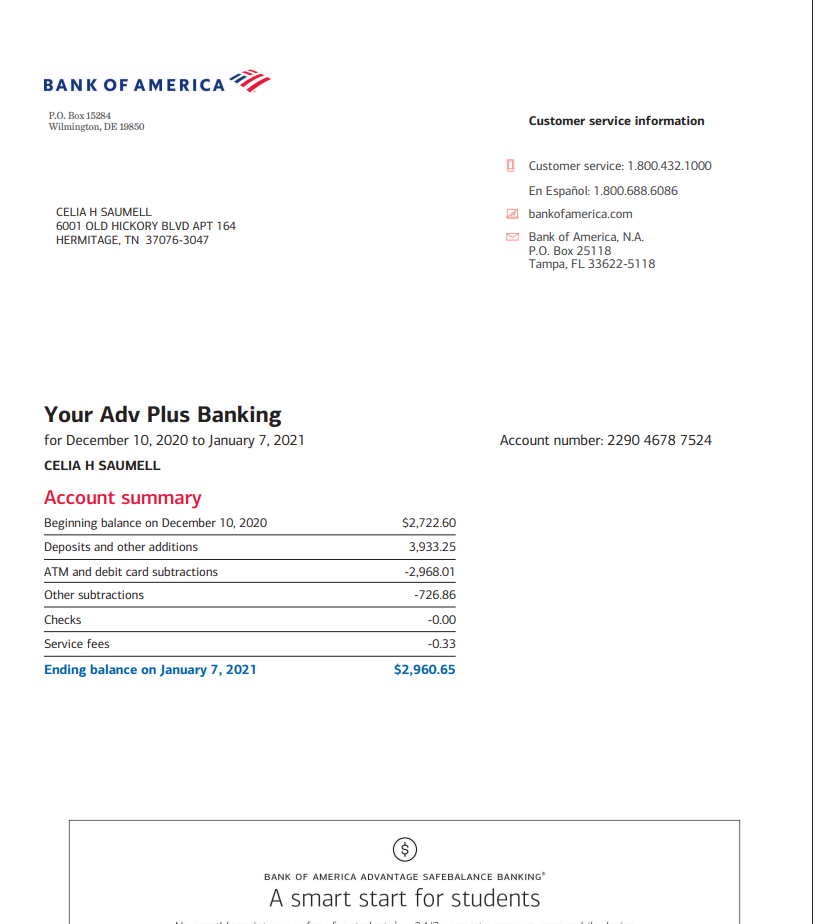 BANK OF AMERICA
P.O. Box 15284
Wilmington, DE 19850
Customer service information
Customer service: 1.800.432.1000
En Español: 1.800.688.6086
bankofamerica.com
Bank of America, N.A.
P.O. Box 25118
Tampa, FL 33622-5118
CELIA H SAUMELL
6001 OLD HICKORY BLVD APT 164
HERMITAGE, TN 37076-3047
Your Adv Plus Banking
for December 10, 2020 to January 7, 2021
Account number: 2290 4678 7524
CELIA H SAUMELL
Account summary
Beginning balance on December 10, 2020 $2,722.60
Deposits and other additions 3,933.25
ATM and debit card subtractions -2,968.01
Other subtractions -726.86
Checks -0.00
Service fees -0.33
Ending balance on January 7, 2021 $2,960.65
$
BANK OF AMERICA ADVANTAGE SAFEBALANCE BANKING®
A smart start for students